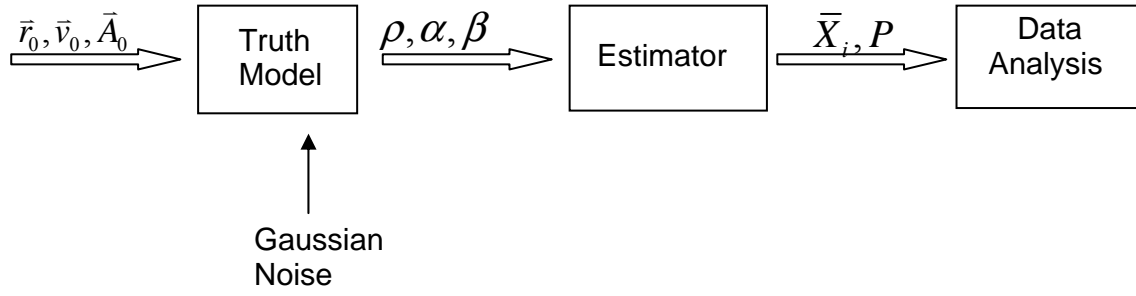 r⃗₀, v⃗₀, A⃗₀
Truth
Model
ρ, α, β
Estimator
X̅ᵢ, P
Data
Analysis
Gaussian
Noise